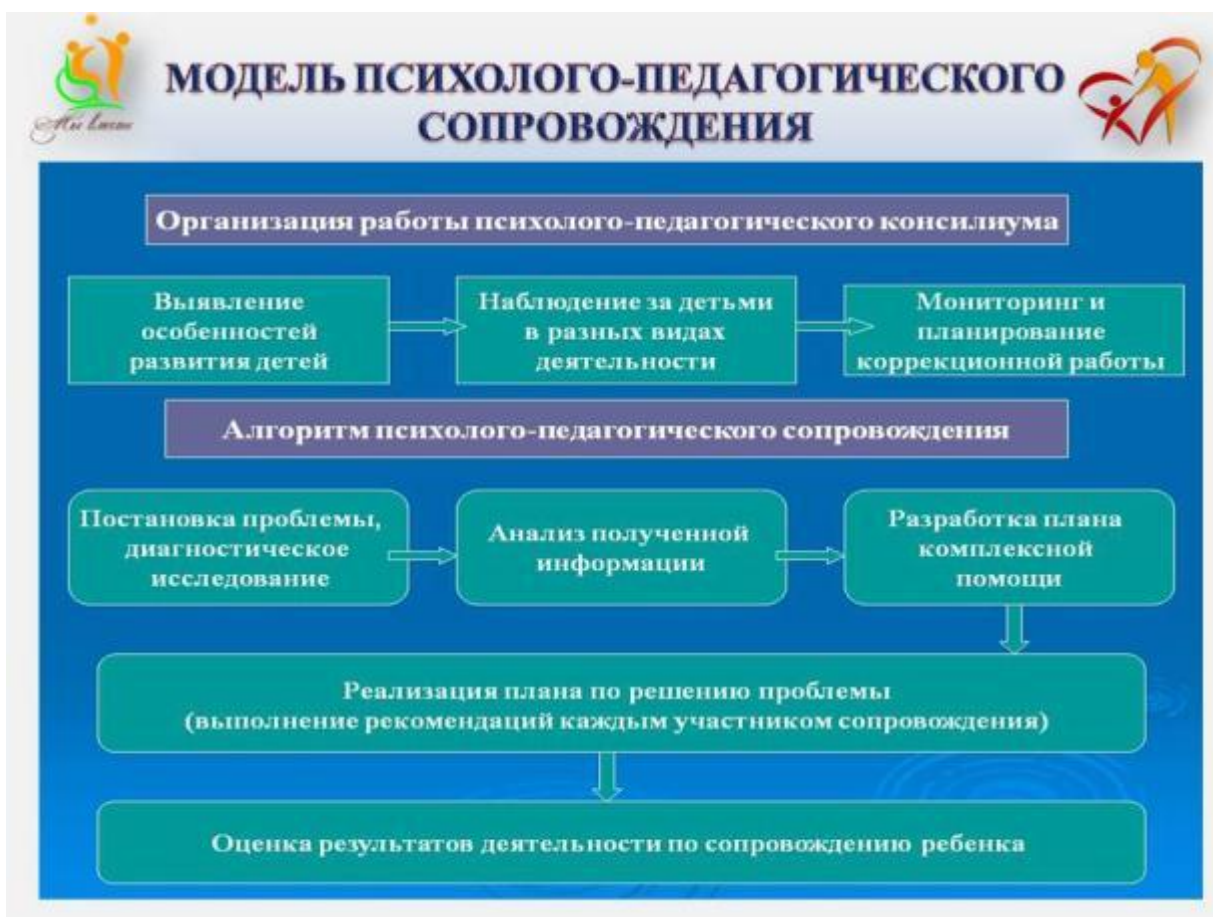 МОДЕЛЬ ПСИХОЛОГО-ПЕДАГОГИЧЕСКОГО
СОПРОВОЖДЕНИЯ
Организация работы психолого-педагогического консилиума
Выявление
особенностей
развития детей
Наблюдение за детьми
в разных видах
деятельности
Мониторинг и
планирование
коррекционной работы
Алгоритм психолого-педагогического сопровождения
Постановка проблемы,
диагностическое
исследование
Анализ полученной
информации
Разработка плана
комплексной
помощи
Реализация плана по решению проблемы
(выполнение рекомендаций каждым участником сопровождения)
Оценка результатов деятельности по сопровождению ребенка